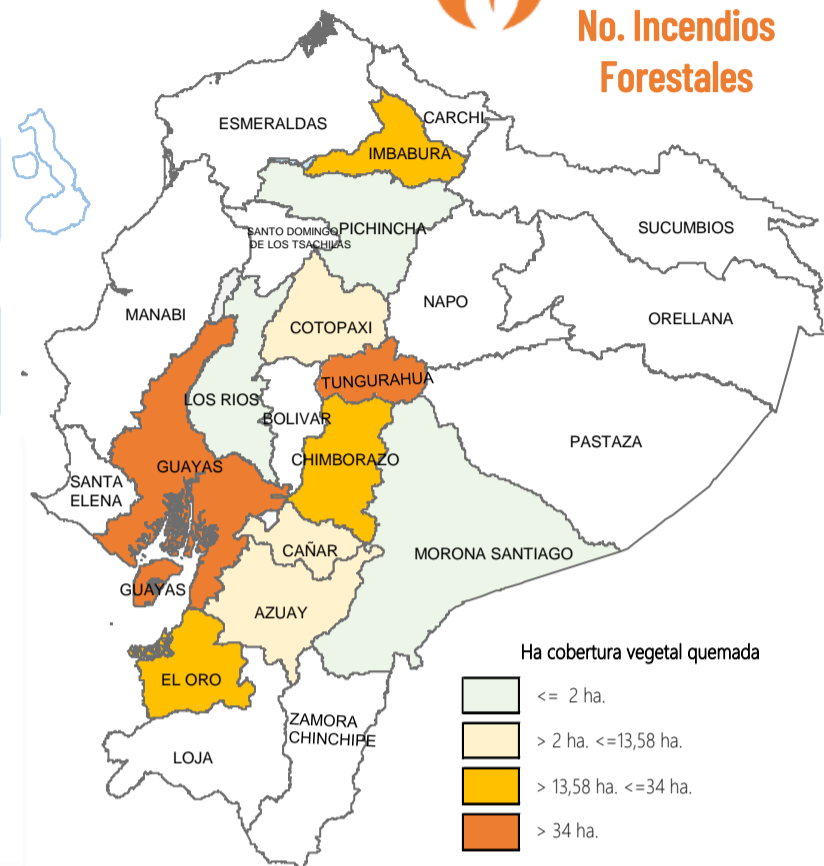 No. Incendios
Forestales
ESMERALDAS
CARCHI
IMBABURA
SANTO DOMINGO
DE LOS TSACHILAS
PICHINCHA
SUCUMBIOS
MANABI
COTOPAXI
NAPO
ORELLANA
LOS RIOS
TUNGURAHUA
BOLIVAR
PASTAZA
GUAYAS
CHIMBORAZO
SANTA
ELENA
CAÑAR
MORONA SANTIAGO
GUAYAS
AZUAY
EL ORO
ZAMORA
CHINCHIPE
LOJA
Ha cobertura vegetal quemada
<= 2 ha.
> 2 ha. <=13,58 ha.
> 13,58 ha. <=34 ha.
> 34 ha.